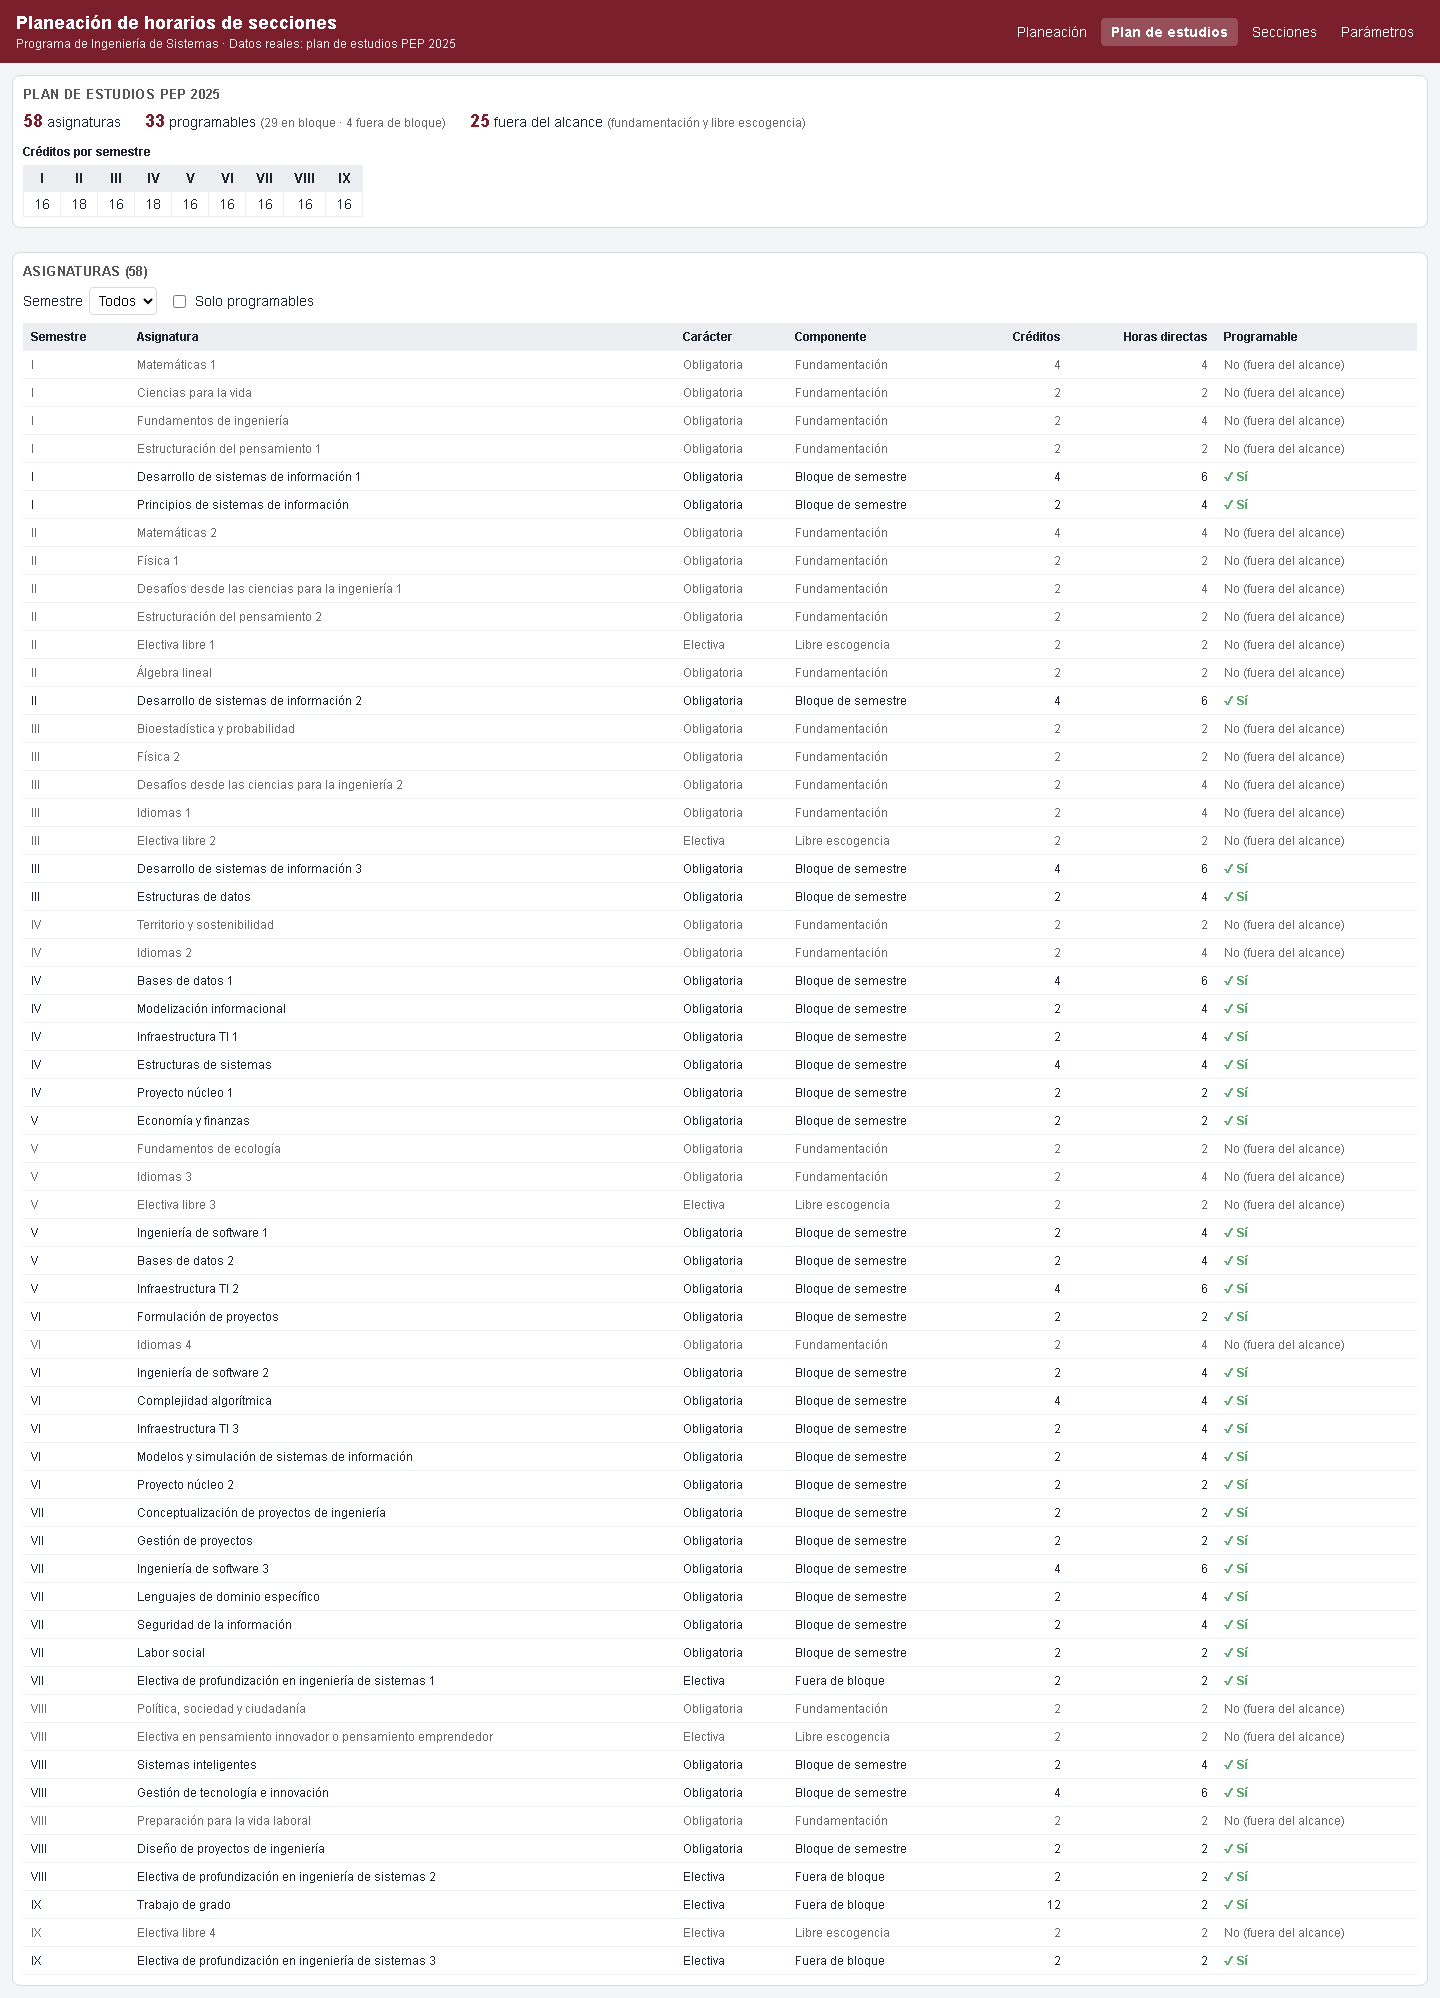 Planeación de horarios de secciones
Programa de Ingeniería de Sistemas · Datos reales: plan de estudios PEP 2025
Planeación Plan de estudios Secciones Parámetros
PLAN DE ESTUDIOS PEP 2025
58 asignaturas 33 programables (29 en bloque · 4 fuera de bloque) 25 fuera del alcance (fundamentación y libre escogencia)
Créditos por semestre
I II III IV V VI VII VIII IX
16 18 16 18 16 16 16 16 16
ASIGNATURAS (58)
Semestre Todos Solo programables
Semestre Asignatura Carácter Componente Créditos Horas directas Programable
I Matemáticas 1 Obligatoria Fundamentación 4 4 No (fuera del alcance)
I Ciencias para la vida Obligatoria Fundamentación 2 2 No (fuera del alcance)
I Fundamentos de ingeniería Obligatoria Fundamentación 2 4 No (fuera del alcance)
I Estructuración del pensamiento 1 Obligatoria Fundamentación 2 2 No (fuera del alcance)
I Desarrollo de sistemas de información 1 Obligatoria Bloque de semestre 4 6 ✓ Sí
I Principios de sistemas de información Obligatoria Bloque de semestre 2 4 ✓ Sí
II Matemáticas 2 Obligatoria Fundamentación 4 4 No (fuera del alcance)
II Física 1 Obligatoria Fundamentación 2 2 No (fuera del alcance)
II Desafíos desde las ciencias para la ingeniería 1 Obligatoria Fundamentación 2 4 No (fuera del alcance)
II Estructuración del pensamiento 2 Obligatoria Fundamentación 2 2 No (fuera del alcance)
II Electiva libre 1 Electiva Libre escogencia 2 2 No (fuera del alcance)
II Álgebra lineal Obligatoria Fundamentación 2 2 No (fuera del alcance)
II Desarrollo de sistemas de información 2 Obligatoria Bloque de semestre 4 6 ✓ Sí
III Bioestadística y probabilidad Obligatoria Fundamentación 2 2 No (fuera del alcance)
III Física 2 Obligatoria Fundamentación 2 2 No (fuera del alcance)
III Desafíos desde las ciencias para la ingeniería 2 Obligatoria Fundamentación 2 4 No (fuera del alcance)
III Idiomas 1 Obligatoria Fundamentación 2 4 No (fuera del alcance)
III Electiva libre 2 Electiva Libre escogencia 2 2 No (fuera del alcance)
III Desarrollo de sistemas de información 3 Obligatoria Bloque de semestre 4 6 ✓ Sí
III Estructuras de datos Obligatoria Bloque de semestre 2 4 ✓ Sí
IV Territorio y sostenibilidad Obligatoria Fundamentación 2 2 No (fuera del alcance)
IV Idiomas 2 Obligatoria Fundamentación 2 4 No (fuera del alcance)
IV Bases de datos 1 Obligatoria Bloque de semestre 4 6 ✓ Sí
IV Modelización informacional Obligatoria Bloque de semestre 2 4 ✓ Sí
IV Infraestructura TI 1 Obligatoria Bloque de semestre 2 4 ✓ Sí
IV Estructuras de sistemas Obligatoria Bloque de semestre 4 4 ✓ Sí
IV Proyecto núcleo 1 Obligatoria Bloque de semestre 2 2 ✓ Sí
V Economía y finanzas Obligatoria Bloque de semestre 2 2 ✓ Sí
V Fundamentos de ecología Obligatoria Fundamentación 2 2 No (fuera del alcance)
V Idiomas 3 Obligatoria Fundamentación 2 4 No (fuera del alcance)
V Electiva libre 3 Electiva Libre escogencia 2 2 No (fuera del alcance)
V Ingeniería de software 1 Obligatoria Bloque de semestre 2 4 ✓ Sí
V Bases de datos 2 Obligatoria Bloque de semestre 2 4 ✓ Sí
V Infraestructura TI 2 Obligatoria Bloque de semestre 4 6 ✓ Sí
VI Formulación de proyectos Obligatoria Bloque de semestre 2 2 ✓ Sí
VI Idiomas 4 Obligatoria Fundamentación 2 4 No (fuera del alcance)
VI Ingeniería de software 2 Obligatoria Bloque de semestre 2 4 ✓ Sí
VI Complejidad algorítmica Obligatoria Bloque de semestre 4 4 ✓ Sí
VI Infraestructura TI 3 Obligatoria Bloque de semestre 2 4 ✓ Sí
VI Modelos y simulación de sistemas de información Obligatoria Bloque de semestre 2 4 ✓ Sí
VI Proyecto núcleo 2 Obligatoria Bloque de semestre 2 2 ✓ Sí
VII Conceptualización de proyectos de ingeniería Obligatoria Bloque de semestre 2 2 ✓ Sí
VII Gestión de proyectos Obligatoria Bloque de semestre 2 2 ✓ Sí
VII Ingeniería de software 3 Obligatoria Bloque de semestre 4 6 ✓ Sí
VII Lenguajes de dominio específico Obligatoria Bloque de semestre 2 4 ✓ Sí
VII Seguridad de la información Obligatoria Bloque de semestre 2 4 ✓ Sí
VII Labor social Obligatoria Bloque de semestre 2 2 ✓ Sí
VII Electiva de profundización en ingeniería de sistemas 1 Electiva Fuera de bloque 2 2 ✓ Sí
VIII Política, sociedad y ciudadanía Obligatoria Fundamentación 2 2 No (fuera del alcance)
VIII Electiva en pensamiento innovador o pensamiento emprendedor Electiva Libre escogencia 2 2 No (fuera del alcance)
VIII Sistemas inteligentes Obligatoria Bloque de semestre 2 4 ✓ Sí
VIII Gestión de tecnología e innovación Obligatoria Bloque de semestre 4 6 ✓ Sí
VIII Preparación para la vida laboral Obligatoria Fundamentación 2 2 No (fuera del alcance)
VIII Diseño de proyectos de ingeniería Obligatoria Bloque de semestre 2 2 ✓ Sí
VIII Electiva de profundización en ingeniería de sistemas 2 Electiva Fuera de bloque 2 2 ✓ Sí
IX Trabajo de grado Electiva Fuera de bloque 12 2 ✓ Sí
IX Electiva libre 4 Electiva Libre escogencia 2 2 No (fuera del alcance)
IX Electiva de profundización en ingeniería de sistemas 3 Electiva Fuera de bloque 2 2 ✓ Sí